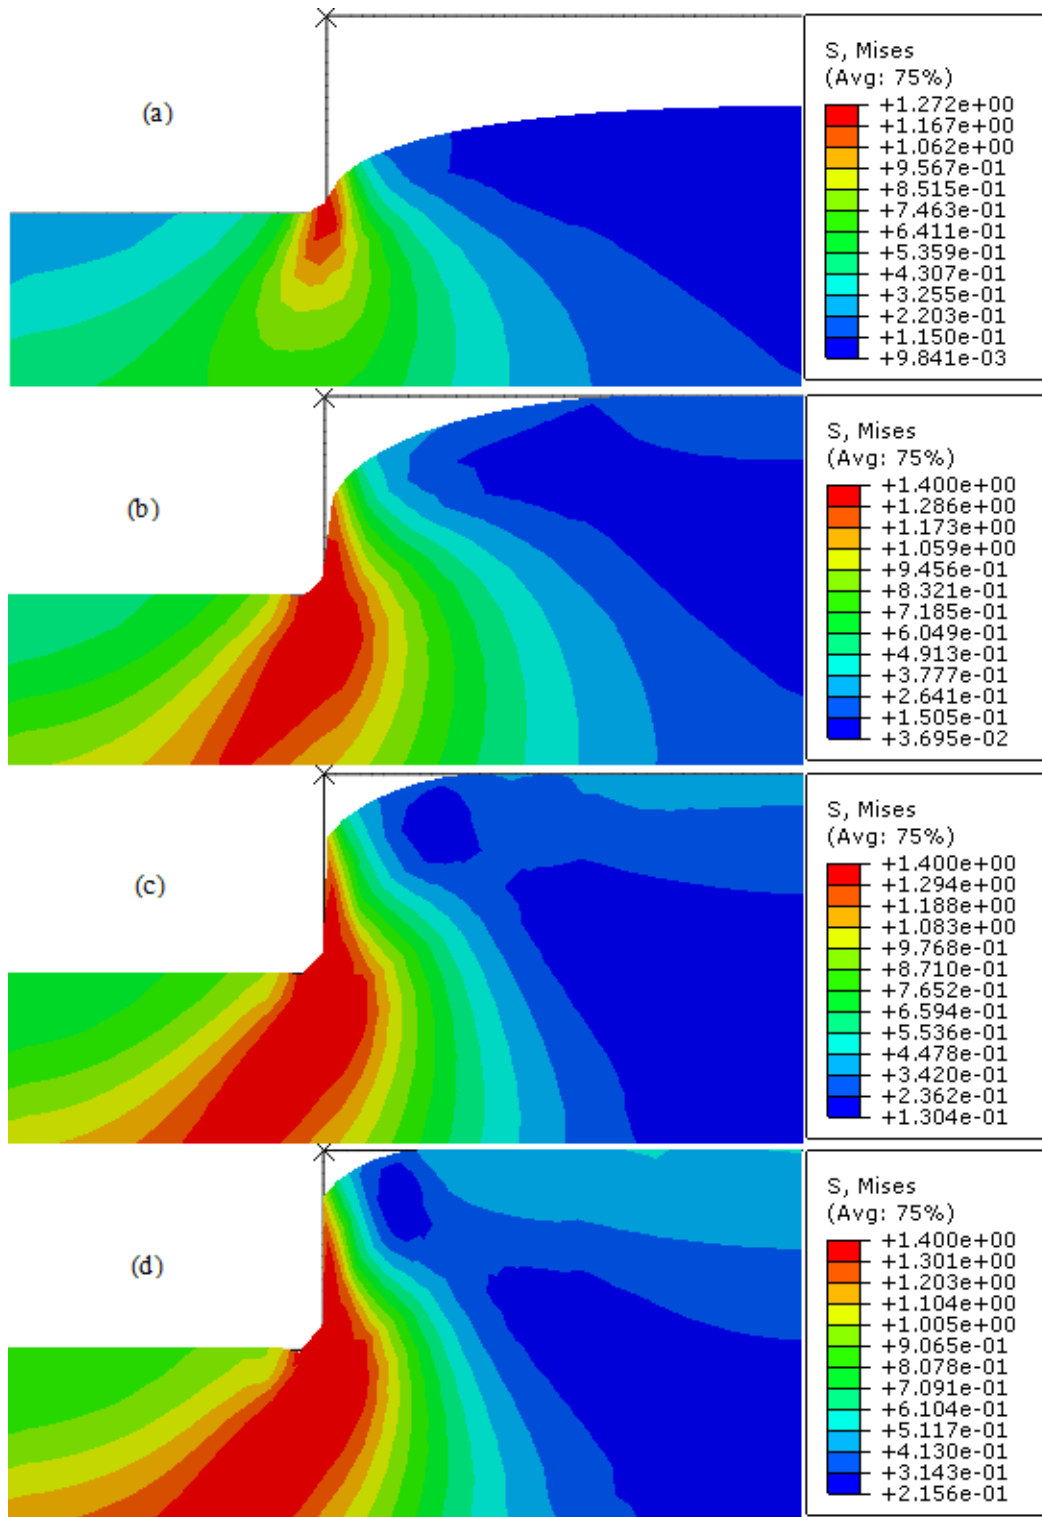 (a)
S, Mises
(Avg: 75%)
+1.272e+00
+1.167e+00
+1.062e+00
+9.567e-01
+8.515e-01
+7.463e-01
+6.411e-01
+5.359e-01
+4.307e-01
+3.255e-01
+2.203e-01
+1.150e-01
+9.841e-03
(b)
S, Mises
(Avg: 75%)
+1.400e+00
+1.286e+00
+1.173e+00
+1.059e+00
+9.456e-01
+8.321e-01
+7.185e-01
+6.049e-01
+4.913e-01
+3.777e-01
+2.641e-01
+1.505e-01
+3.695e-02
(c)
S, Mises
(Avg: 75%)
+1.400e+00
+1.294e+00
+1.188e+00
+1.083e+00
+9.768e-01
+8.710e-01
+7.652e-01
+6.594e-01
+5.536e-01
+4.478e-01
+3.420e-01
+2.362e-01
+1.304e-01
(d)
S, Mises
(Avg: 75%)
+1.400e+00
+1.301e+00
+1.203e+00
+1.104e+00
+1.005e+00
+9.065e-01
+8.078e-01
+7.091e-01
+6.104e-01
+5.117e-01
+4.130e-01
+3.143e-01
+2.156e-01